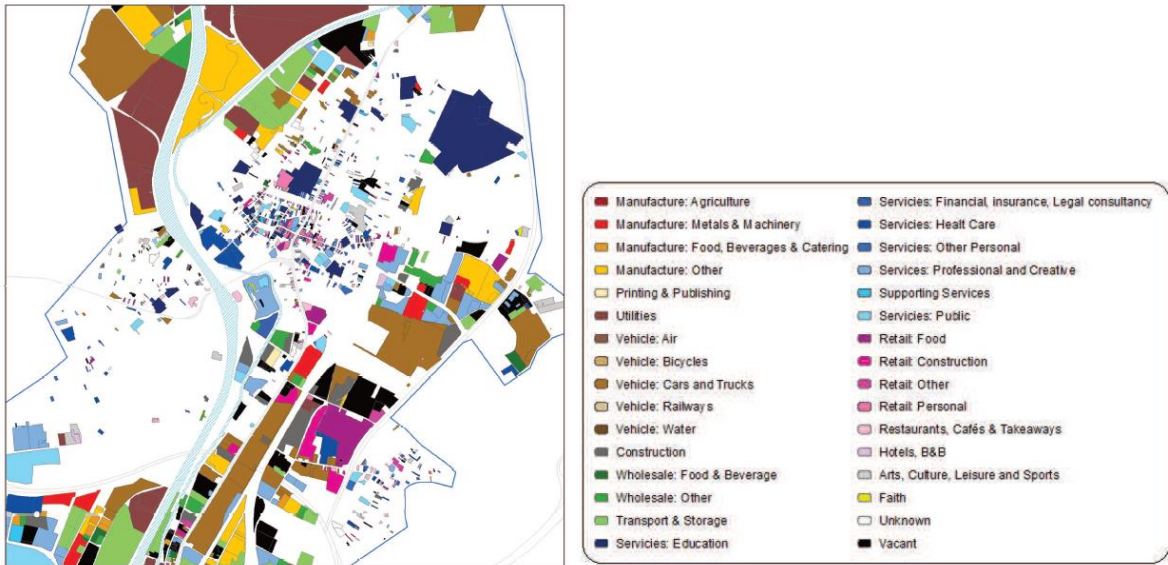 Manufacture: Agriculture
Manufacture: Metals & Machinery
Manufacture: Food, Beverages & Catering
Manufacture: Other
Printing & Publishing
Utilities
Vehicle: Air
Vehicle: Bicycles
Vehicle: Cars and Trucks
Vehicle: Railways
Vehicle: Water
Construction
Wholesale: Food & Beverage
Wholesale: Other
Transport & Storage
Servicies: Education
Servicies: Financial, insurance, Legal consultancy
Servicies: Healt Care
Servicies: Other Personal
Services: Professional and Creative
Supporting Services
Services: Public
Retail: Food
Retail: Construction
Retail: Other
Retail: Personal
Restaurants, Cafés & Takeaways
Hotels, B&B
Arts, Culture, Leisure and Sports
Faith
Unknown
Vacant